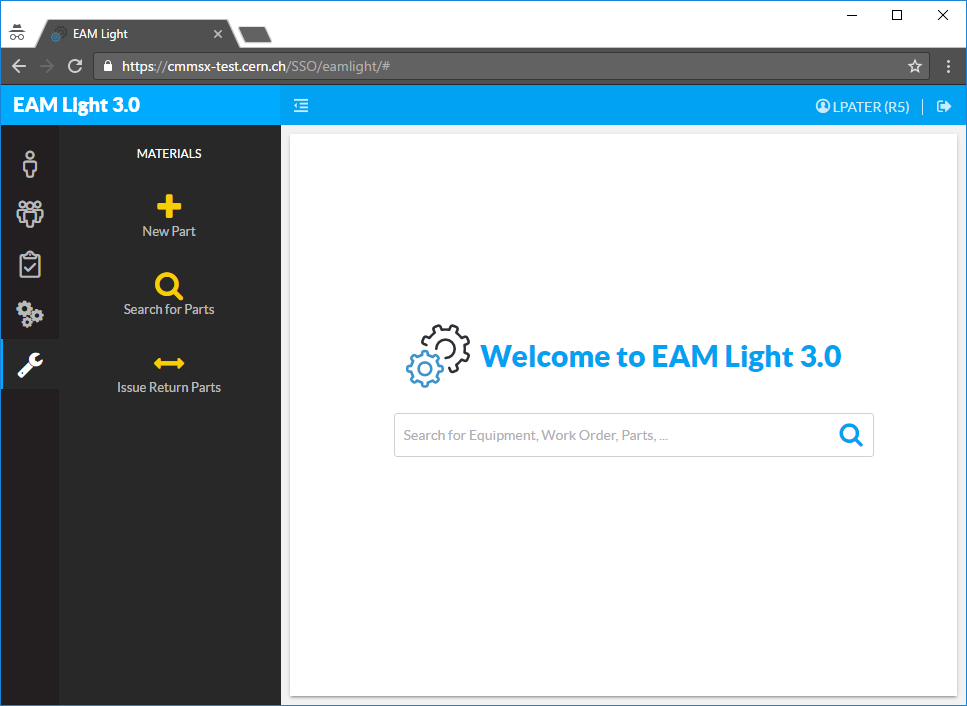 EAM Light
https://cmmsx-test.cern.ch/SSO/eamlight/#
EAM Light 3.0
LPATER (R5)
MATERIALS
New Part
Search for Parts
Issue Return Parts
Welcome to EAM Light 3.0
Search for Equipment, Work Order, Parts, ...